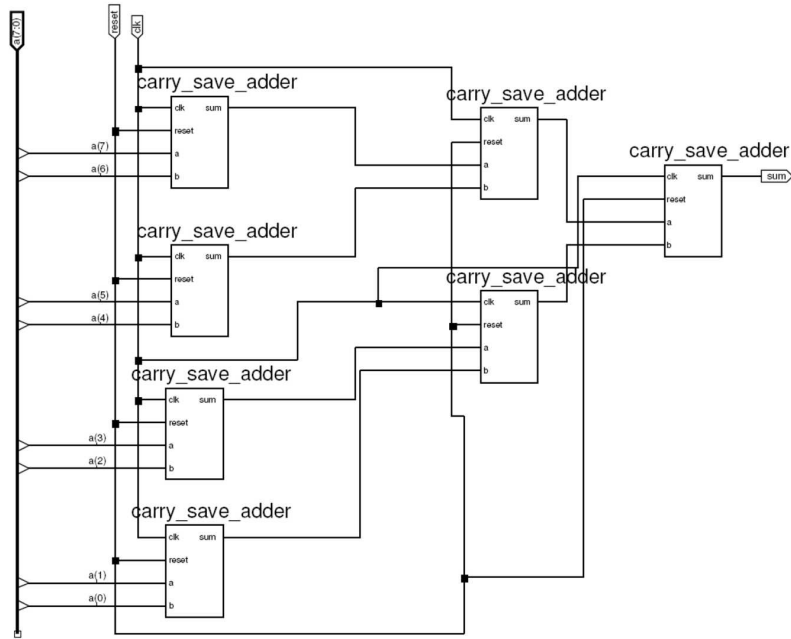 a(7:0)
reset
clk
carry_save_adder
clk sum
reset
a(7) a
a(6) b
carry_save_adder
clk sum
reset
a(5) a
a(4) b
carry_save_adder
clk sum
reset
a(3) a
a(2) b
carry_save_adder
clk sum
reset
a(1) a
a(0) b
carry_save_adder
clk sum
reset
a
b
carry_save_adder
clk sum
reset
a
b
carry_save_adder
clk sum
reset
a
b
sum